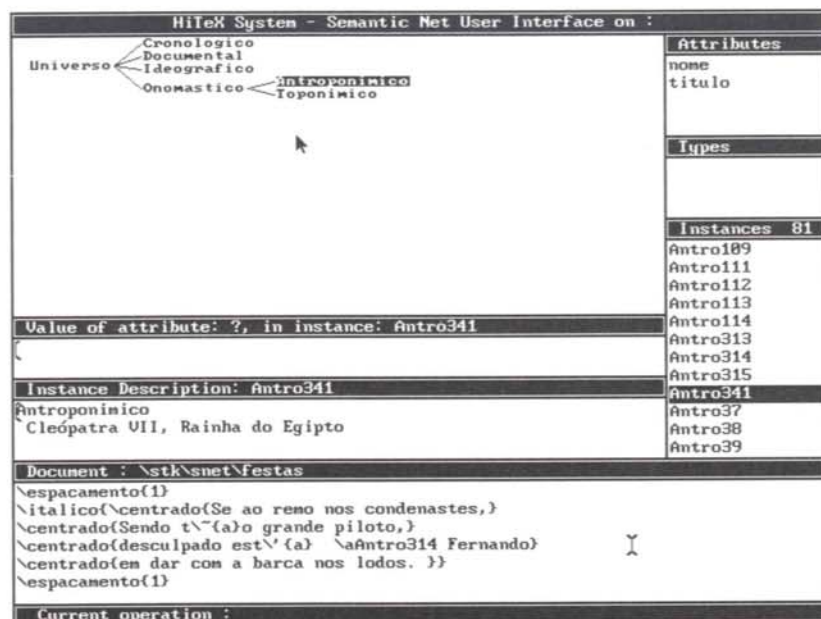 HiTeX System - Semantic Net User Interface on :
Universo
Cronologico
Documental
Ideografico
Onomastico
Antroponimico
Toponimico
Attributes
nome
titulo
Types
Instances 81
Antro109
Antro111
Antro112
Antro113
Antro114
Antro313
Antro314
Antro315
Antro341
Antro37
Antro38
Antro39
Value of attribute: ?, in instance: Antro341
[
Instance Description: Antro341
Antroponimico
Cleópatra VII, Rainha do Egipto
Document : \stk\snet\festas
\espacamento{1}
\italico{\centrado{Se ao remo nos condenastes,}
\centrado{Sendo t\~{a}o grande piloto,}
\centrado{desculpado est\'{a} \aAntro314 Fernando}
\centrado{em dar com a barca nos lodos. }}
\espacamento{1}
Current operation :